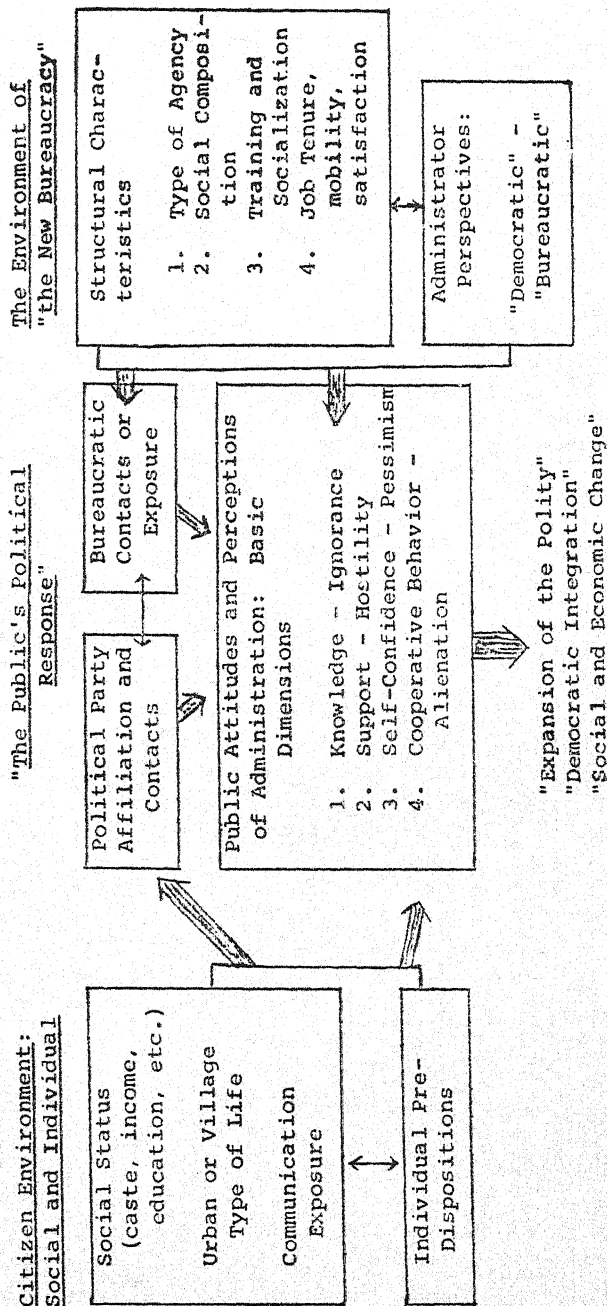 Citizen Environment:
Social and Individual
Social Status
(caste, income,
education, etc.)
Urban or Village
Type of Life
Communication
Exposure
Individual Pre-
Dispositions
"The Public's Political
Response"
Political Party
Affiliation and
Contacts
Bureaucratic
Contacts or
Exposure
Public Attitudes and Perceptions
of Administration: Basic
Dimensions
1. Knowledge - Ignorance
2. Support - Hostility
3. Self-Confidence - Pessimism
4. Cooperative Behavior -
Alienation
"Expansion of the Polity"
"Democratic Integration"
"Social and Economic Change"
The Environment of
"the New Bureaucracy"
Structural Charac-
teristics
1. Type of Agency
2. Social Composi-
tion
3. Training and
Socialization
4. Job Tenure,
mobility,
satisfaction
Administrator
Perspectives:
"Democratic" -
"Bureaucratic"